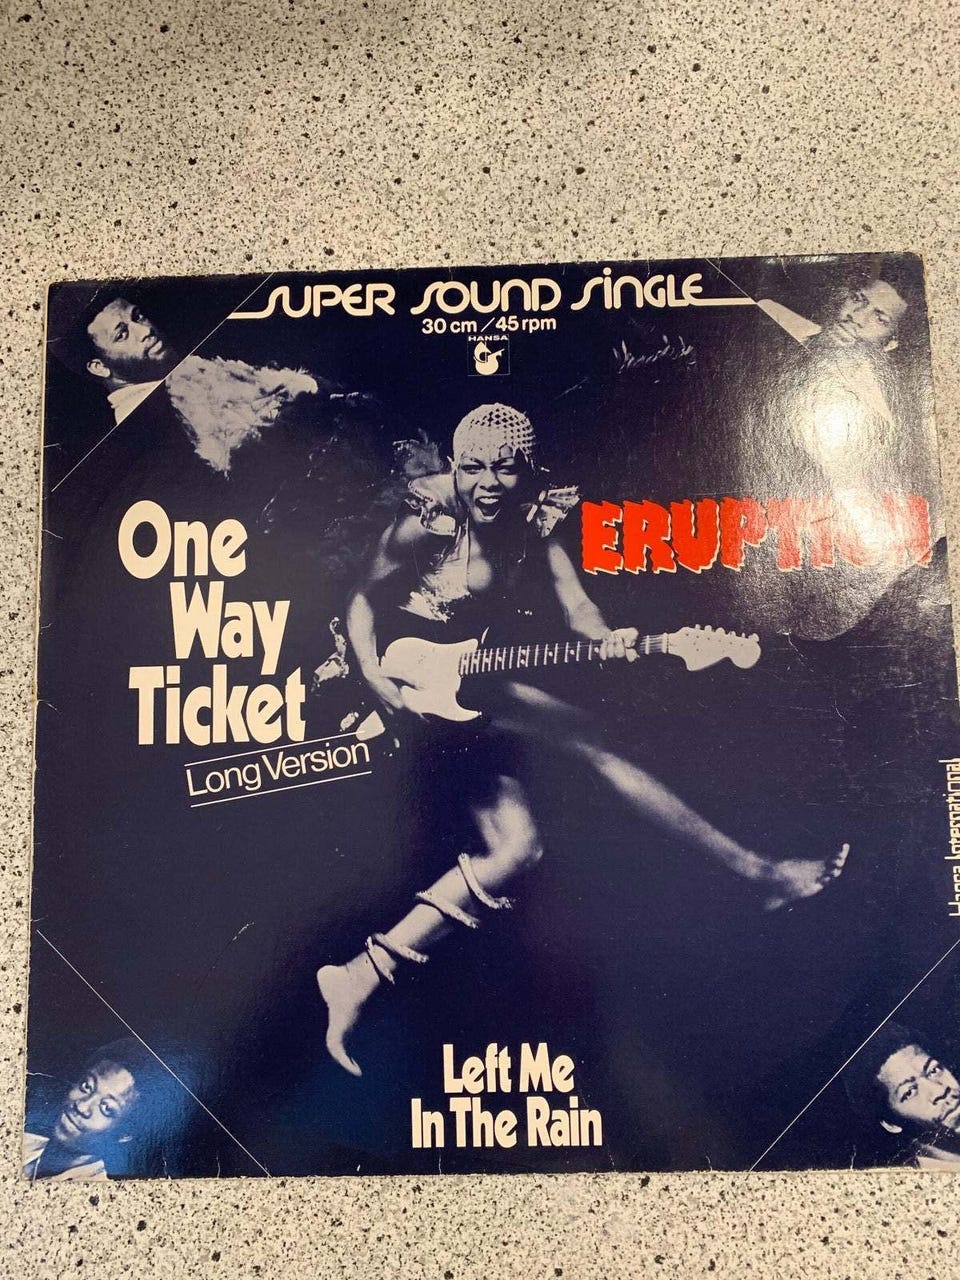 SUPER SOUND SINGLE
30 cm / 45 rpm
HANSA
One
Way
Ticket
Long Version
ERUPTION
Hansa International
Left Me
In The Rain